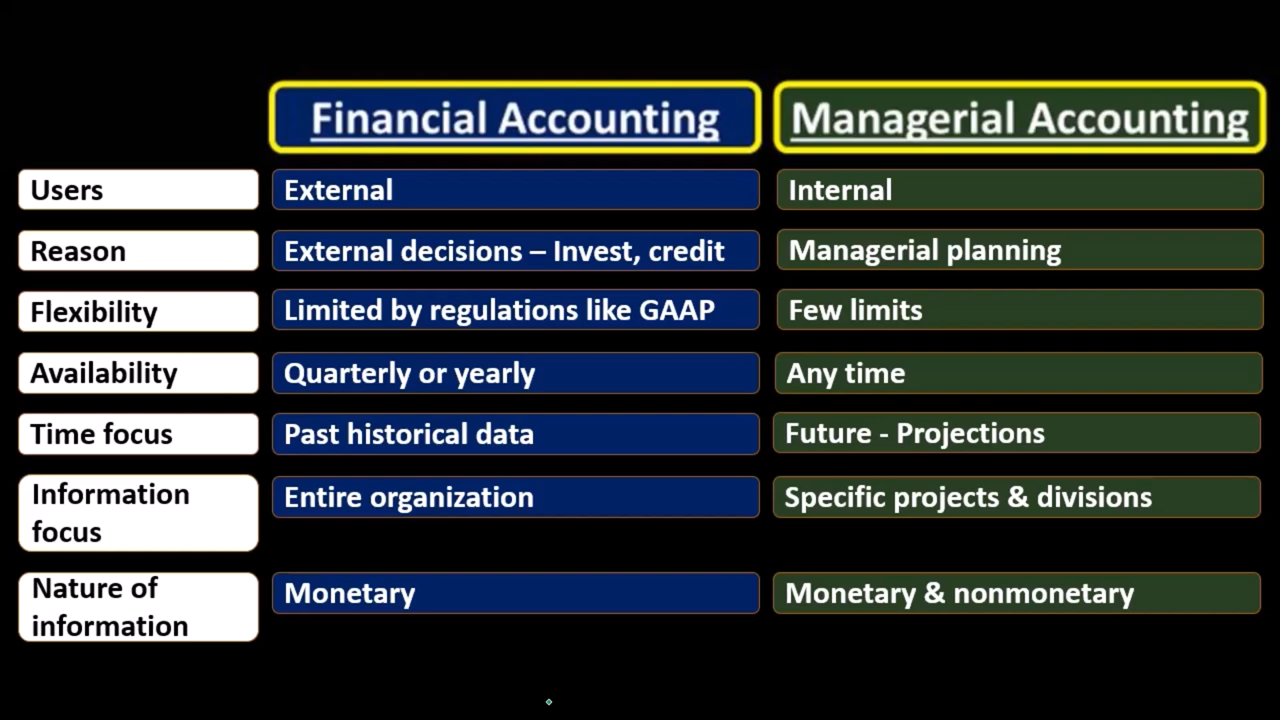 Financial Accounting Managerial Accounting
Users External Internal
Reason External decisions – Invest, credit Managerial planning
Flexibility Limited by regulations like GAAP Few limits
Availability Quarterly or yearly Any time
Time focus Past historical data Future - Projections
Information
focus Entire organization Specific projects & divisions
Nature of
information Monetary Monetary & nonmonetary